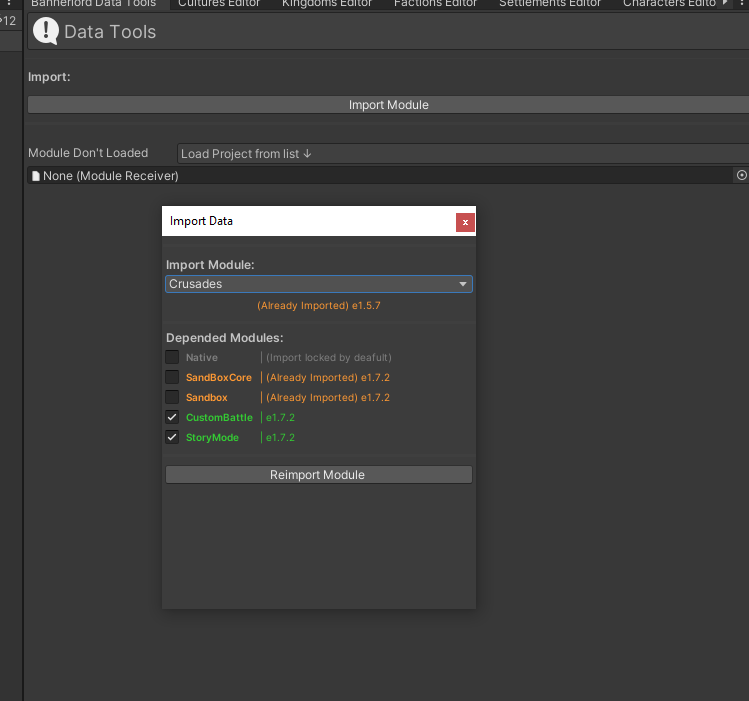 >12
Bannerlord Data Tools Cultures Editor Kingdoms Editor Factions Editor Settlements Editor Characters Edito
Data Tools
Import:
Import Module
Module Don't Loaded Load Project from list ↓
None (Module Receiver)
Import Data
x
Import Module:
Crusades
(Already Imported) e1.5.7
Depended Modules:
Native | (Import locked by deafult)
SandBoxCore | (Already Imported) e1.7.2
Sandbox | (Already Imported) e1.7.2
CustomBattle | e1.7.2
StoryMode | e1.7.2
Reimport Module